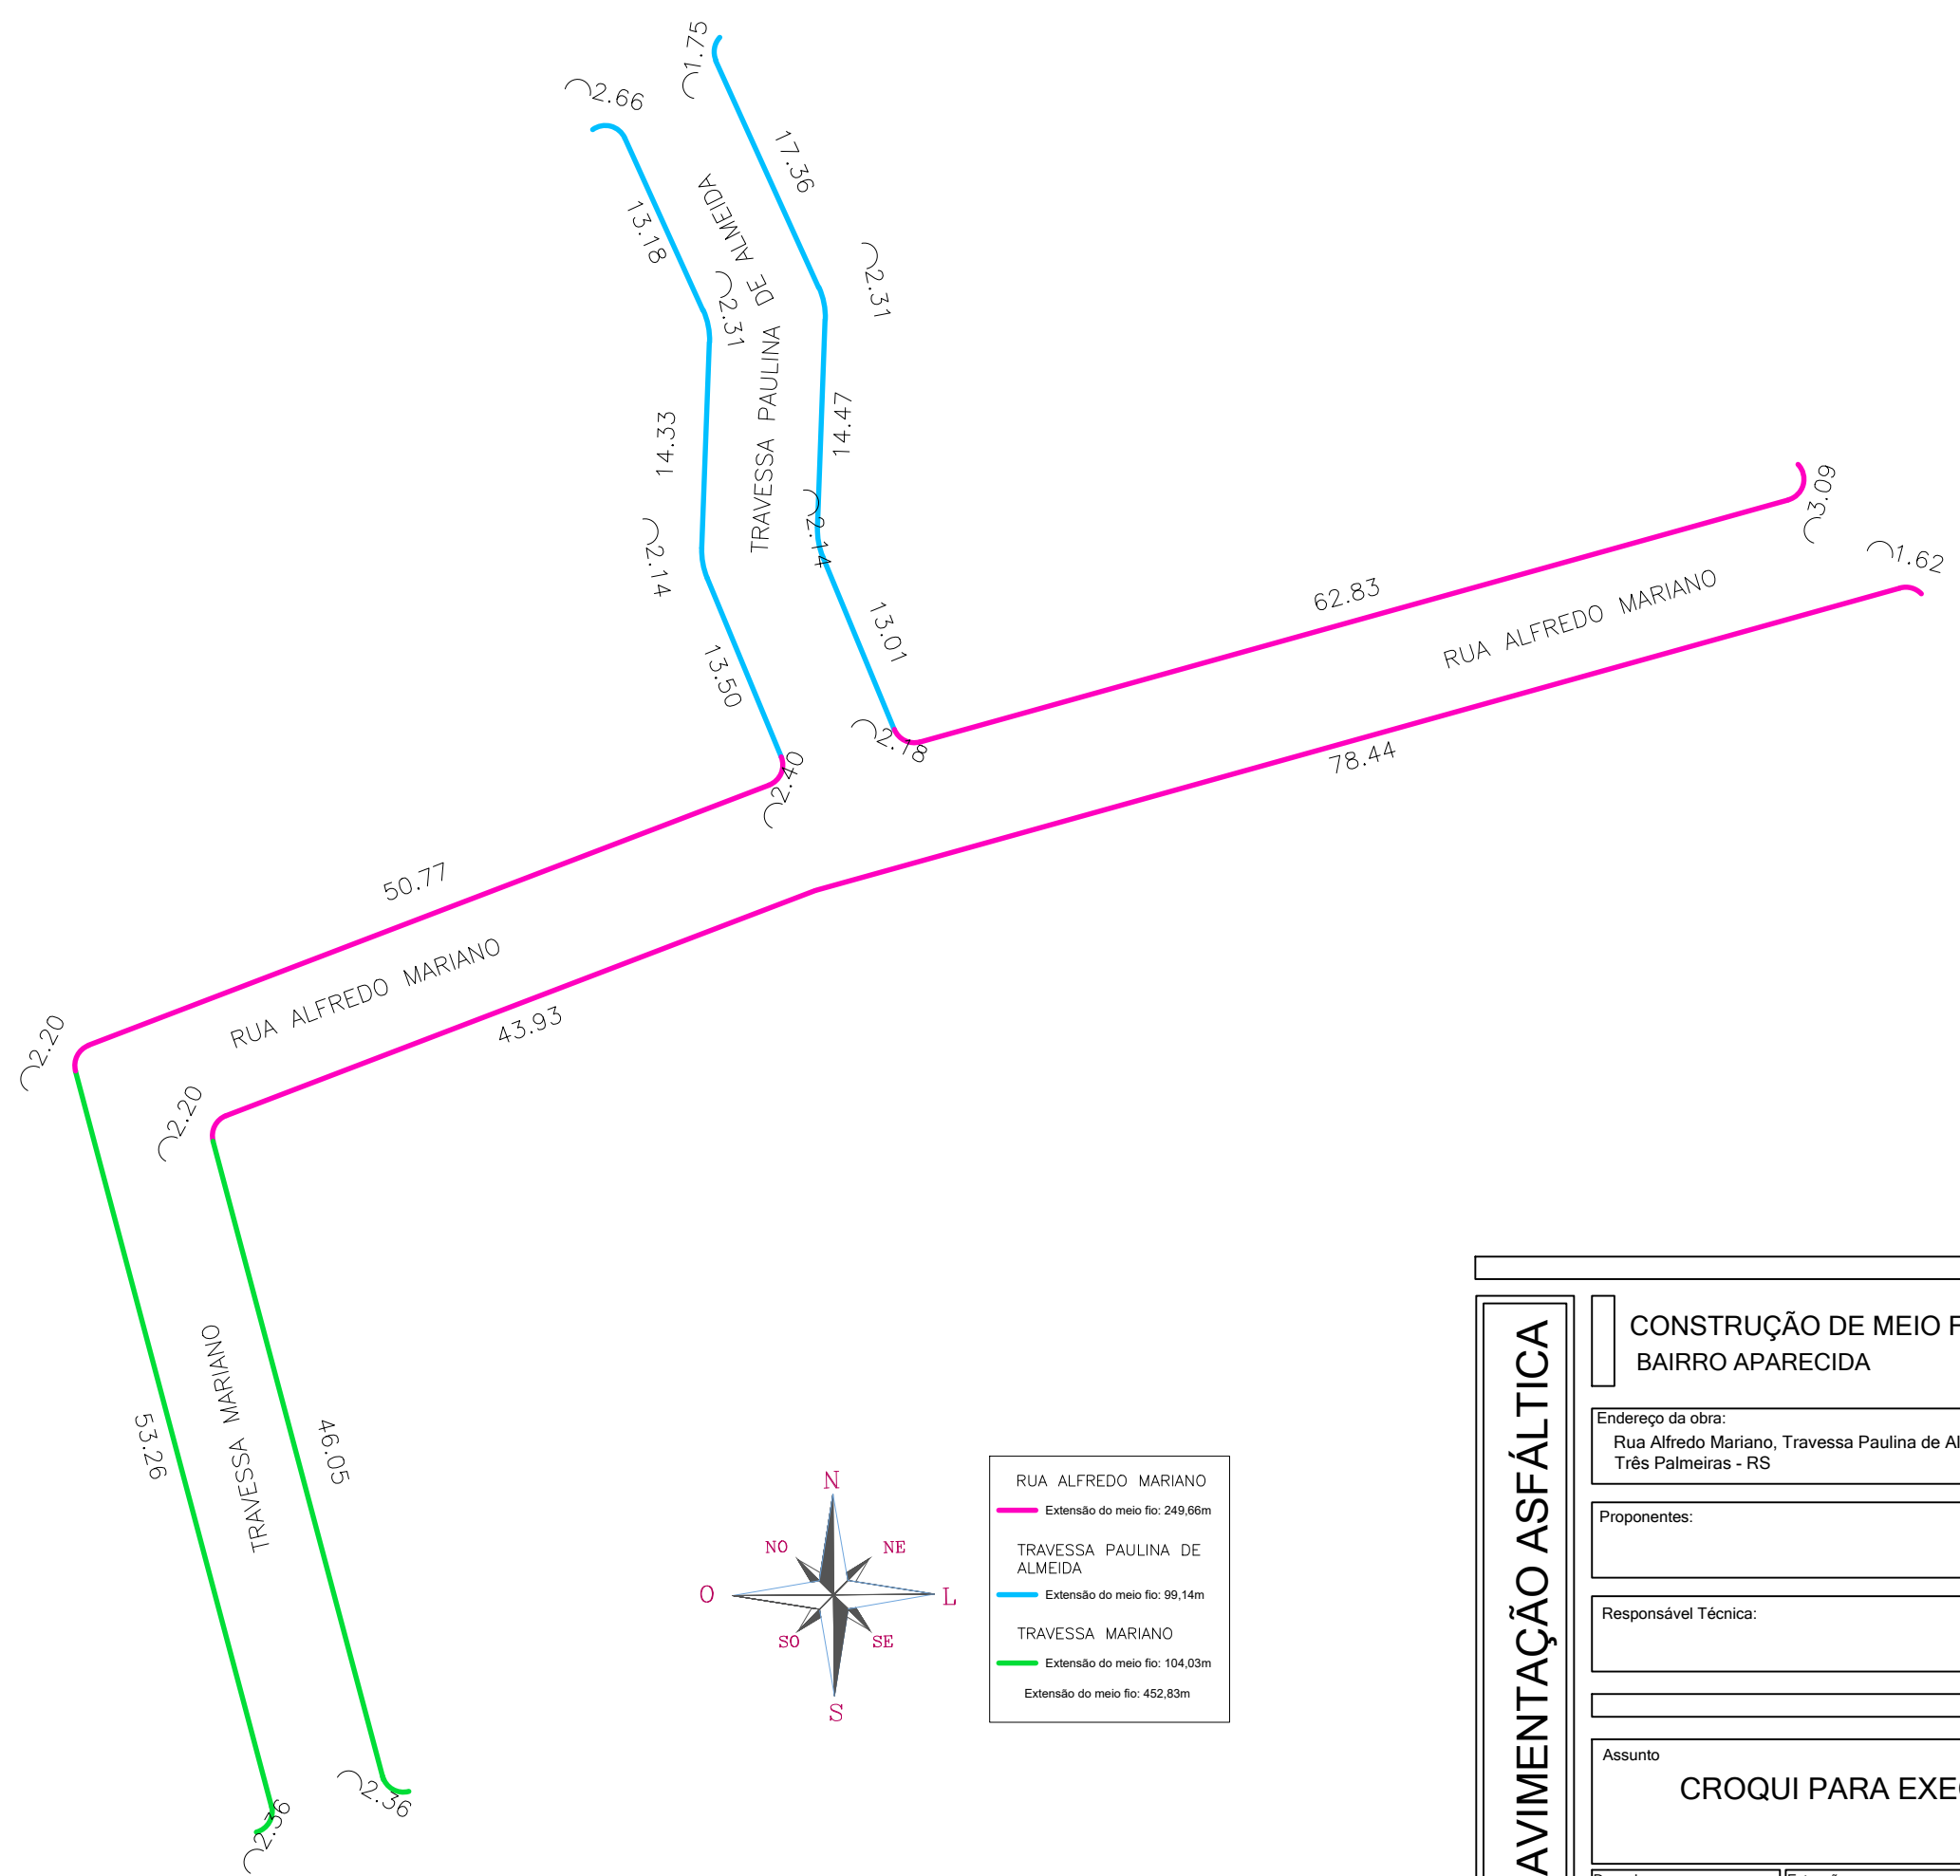 1.75
2.66
17.36
13.18
TRAVESSA PAULINA DE ALMEIDA
2.31
2.31
14.33
14.47
2.14
2.14
13.50
13.01
3.09
1.62
62.83
RUA ALFREDO MARIANO
2.18
78.44
2.40
50.77
RUA ALFREDO MARIANO
43.93
2.20
2.20
TRAVESSA MARIANO
53.26
46.05
2.36
2.36
N
NO
NE
O
L
SO
SE
S
RUA ALFREDO MARIANO
Extensão do meio fio: 249,66m
TRAVESSA PAULINA DE
ALMEIDA
Extensão do meio fio: 99,14m
TRAVESSA MARIANO
Extensão do meio fio: 104,03m
Extensão do meio fio: 452,83m
AVIMENTAÇÃO ASFÁLTICA
CONSTRUÇÃO DE MEIO F
BAIRRO APARECIDA
Endereço da obra:
Rua Alfredo Mariano, Travessa Paulina de Al
Três Palmeiras - RS
Proponentes:
Responsável Técnica:
Assunto
CROQUI PARA EXE